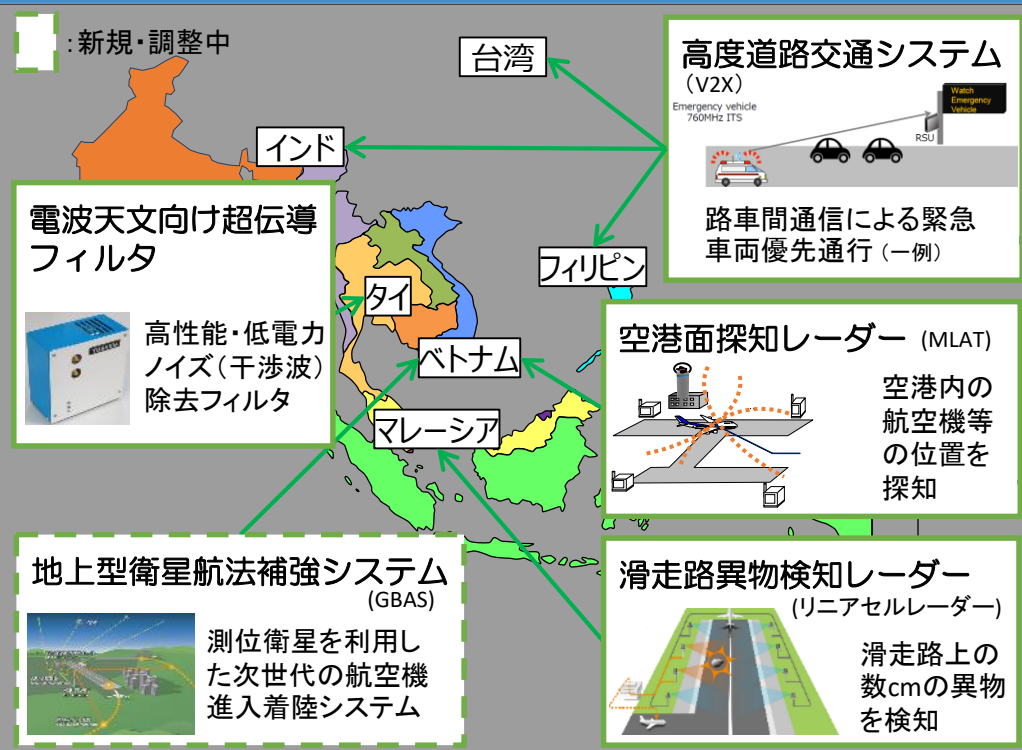 :新規・調整中
台湾
インド
フィリピン
タイ
ベトナム
マレーシア
高度道路交通システム
(V2X)
Emergency vehicle
760MHz ITS
Watch
Emergency
Vehicle
RSU
路車間通信による緊急
車両優先通行(一例)
電波天文向け超伝導
フィルタ
TOSHIBA
高性能・低電力
ノイズ(干渉波)
除去フィルタ
空港面探知レーダー (MLAT)
空港内の
航空機等
の位置を
探知
地上型衛星航法補強システム
(GBAS)
測位衛星を利用し
た次世代の航空機
進入着陸システム
滑走路異物検知レーダー
(リニアセルレーダー)
滑走路上の
数cmの異物
を検知